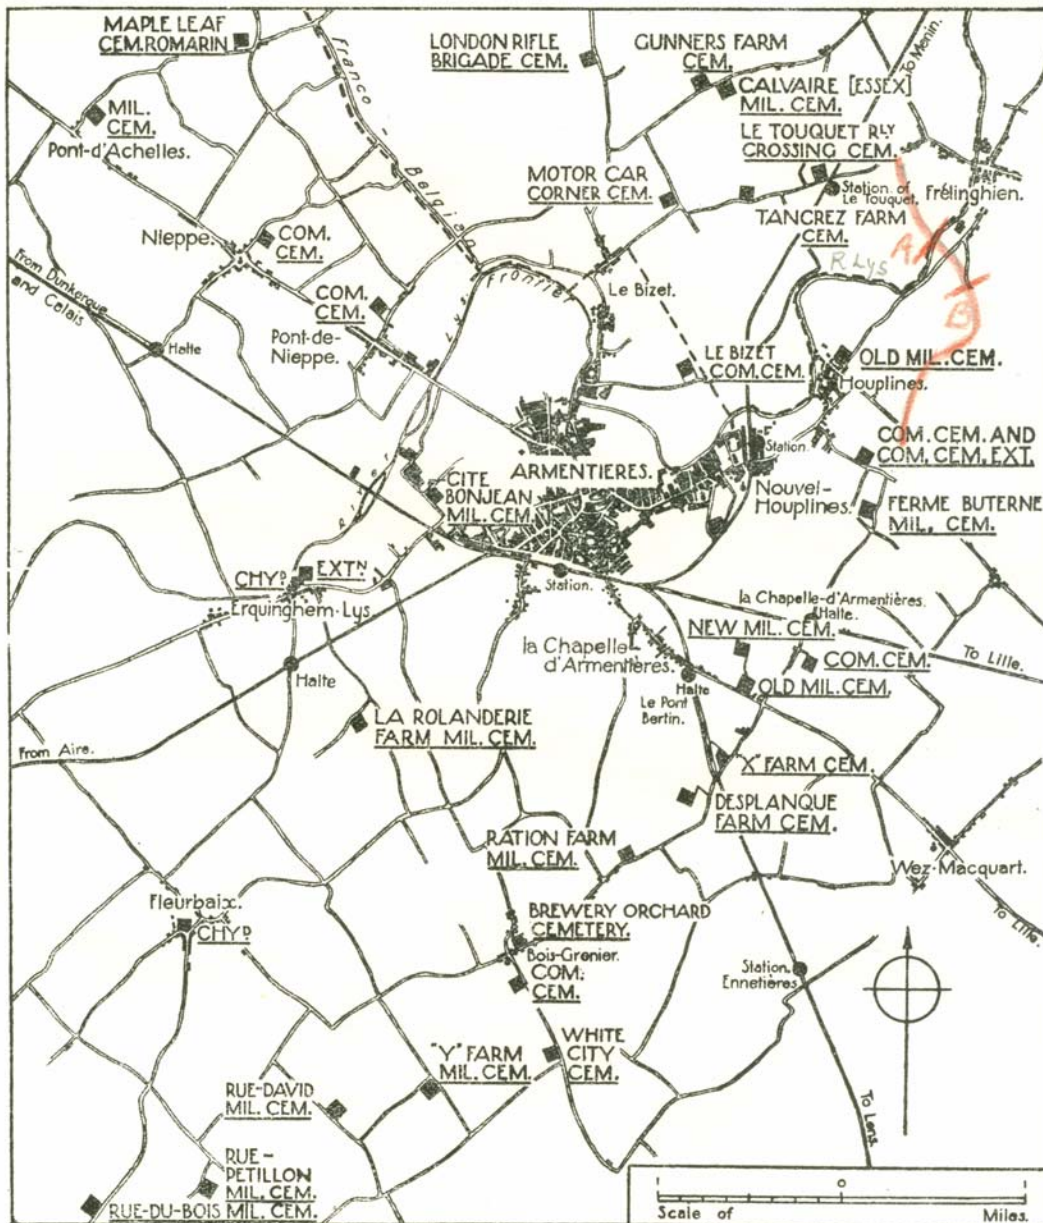 MAPLE LEAF
CEM. ROMARIN
LONDON RIFLE
BRIGADE CEM.
GUNNERS FARM
CEM.
To Menin.
Franco Belgian Frontier
CALVAIRE [ESSEX]
MIL. CEM.
MIL.
CEM.
Pont-d'Achelles.
LE TOUQUET RLY
CROSSING CEM.
MOTOR CAR
CORNER CEM.
Station of
Le Touquet.
Frélinghien.
TANCREZ FARM
CEM.
Nieppe.
COM.
CEM.
A
R Lys
From Dunkerque
and Calais
Le Bizet.
COM.
CEM.
Lys
B
Pont-de-
Nieppe.
Halte
LE BIZET
COM. CEM.
OLD MIL. CEM.
Houplines.
COM. CEM. AND
COM. CEM. EXT.
Station.
ARMENTIERES.
CITE
BONJEAN
MIL. CEM.
Nouvel-
Houplines.
FERME BUTERNE
MIL. CEM.
River
CHYD
EXTN
Station.
Erquinghem-Lys
la Chapelle-d'Armentières.
Halte.
NEW MIL. CEM.
la Chapelle
d'Armentières.
COM. CEM.
To Lille.
Halte
Halte
OLD MIL. CEM.
Le Pont
Bertin.
LA ROLANDERIE
FARM MIL. CEM.
From Aire.
"X" FARM CEM.
DESPLANQUE
FARM CEM.
RATION FARM
MIL. CEM.
Wez-Macquart.
Fleurbaix.
BREWERY ORCHARD
CEMETERY.
To Lille.
CHYD
Bois-Grenier.
COM.
CEM.
Station
Ennetières.
"Y" FARM
MIL. CEM.
WHITE
CITY
CEM.
RUE-DAVID
MIL. CEM.
To Lens.
RUE-
PETILLON
MIL. CEM.
RUE-DU-BOIS MIL. CEM.
1 0 1
Scale of Miles.